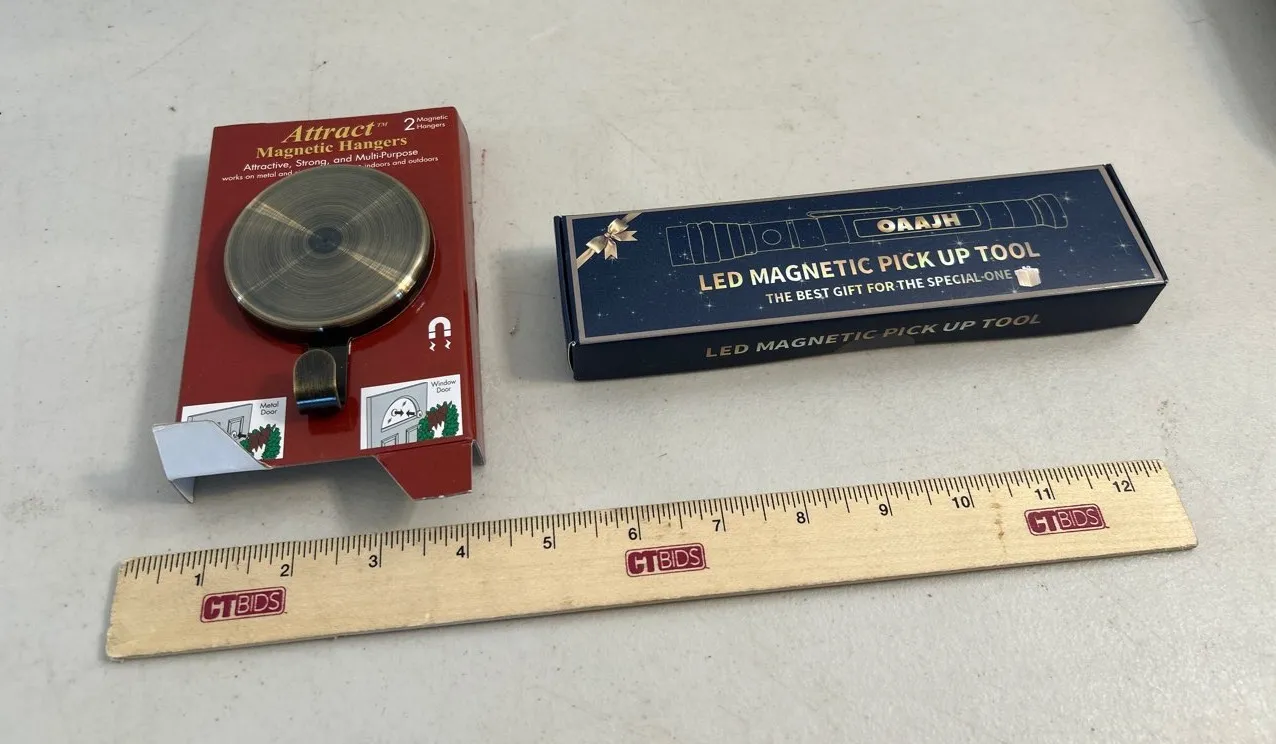 Attract™
2 Magnetic
Hangers
Magnetic Hangers
Attractive, Strong, and Multi-Purpose
works on metal and indoors and outdoors
Metal
Door
Window
Door
OAAJH
LED MAGNETIC PICK UP TOOL
THE BEST GIFT FOR THE SPECIAL-ONE
LED MAGNETIC PICK UP TOOL
1 2 3 4 5 6 7 8 9 10 11 12
CTBIDS
CTBIDS
CTBIDS